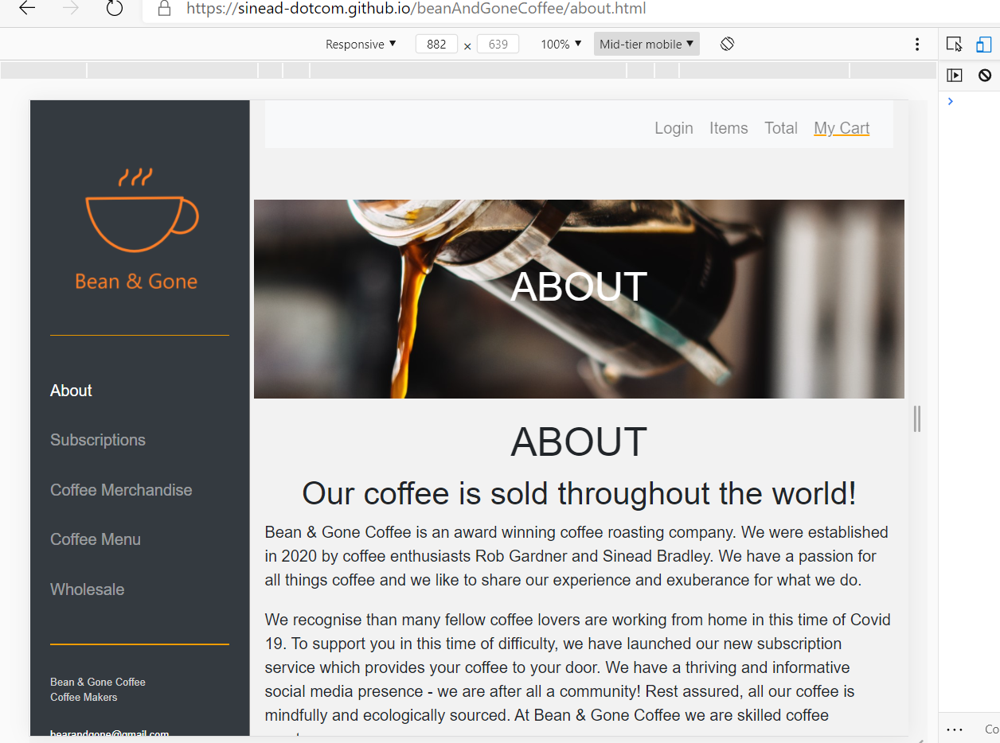 https://sinead-dotcom.github.io/beanAndGoneCoffee/about.html
Responsive 882 × 639 100% Mid-tier mobile
Login Items Total My Cart
Bean & Gone
ABOUT
About
Subscriptions
Coffee Merchandise
Coffee Menu
Wholesale
Bean & Gone Coffee
Coffee Makers
bearandgone@gmail.com
ABOUT
Our coffee is sold throughout the world!
Bean & Gone Coffee is an award winning coffee roasting company. We were established
in 2020 by coffee enthusiasts Rob Gardner and Sinead Bradley. We have a passion for
all things coffee and we like to share our experience and exuberance for what we do.
We recognise than many fellow coffee lovers are working from home in this time of Covid
19. To support you in this time of difficulty, we have launched our new subscription
service which provides your coffee to your door. We have a thriving and informative
social media presence - we are after all a community! Rest assured, all our coffee is
mindfully and ecologically sourced. At Bean & Gone Coffee we are skilled coffee
Co